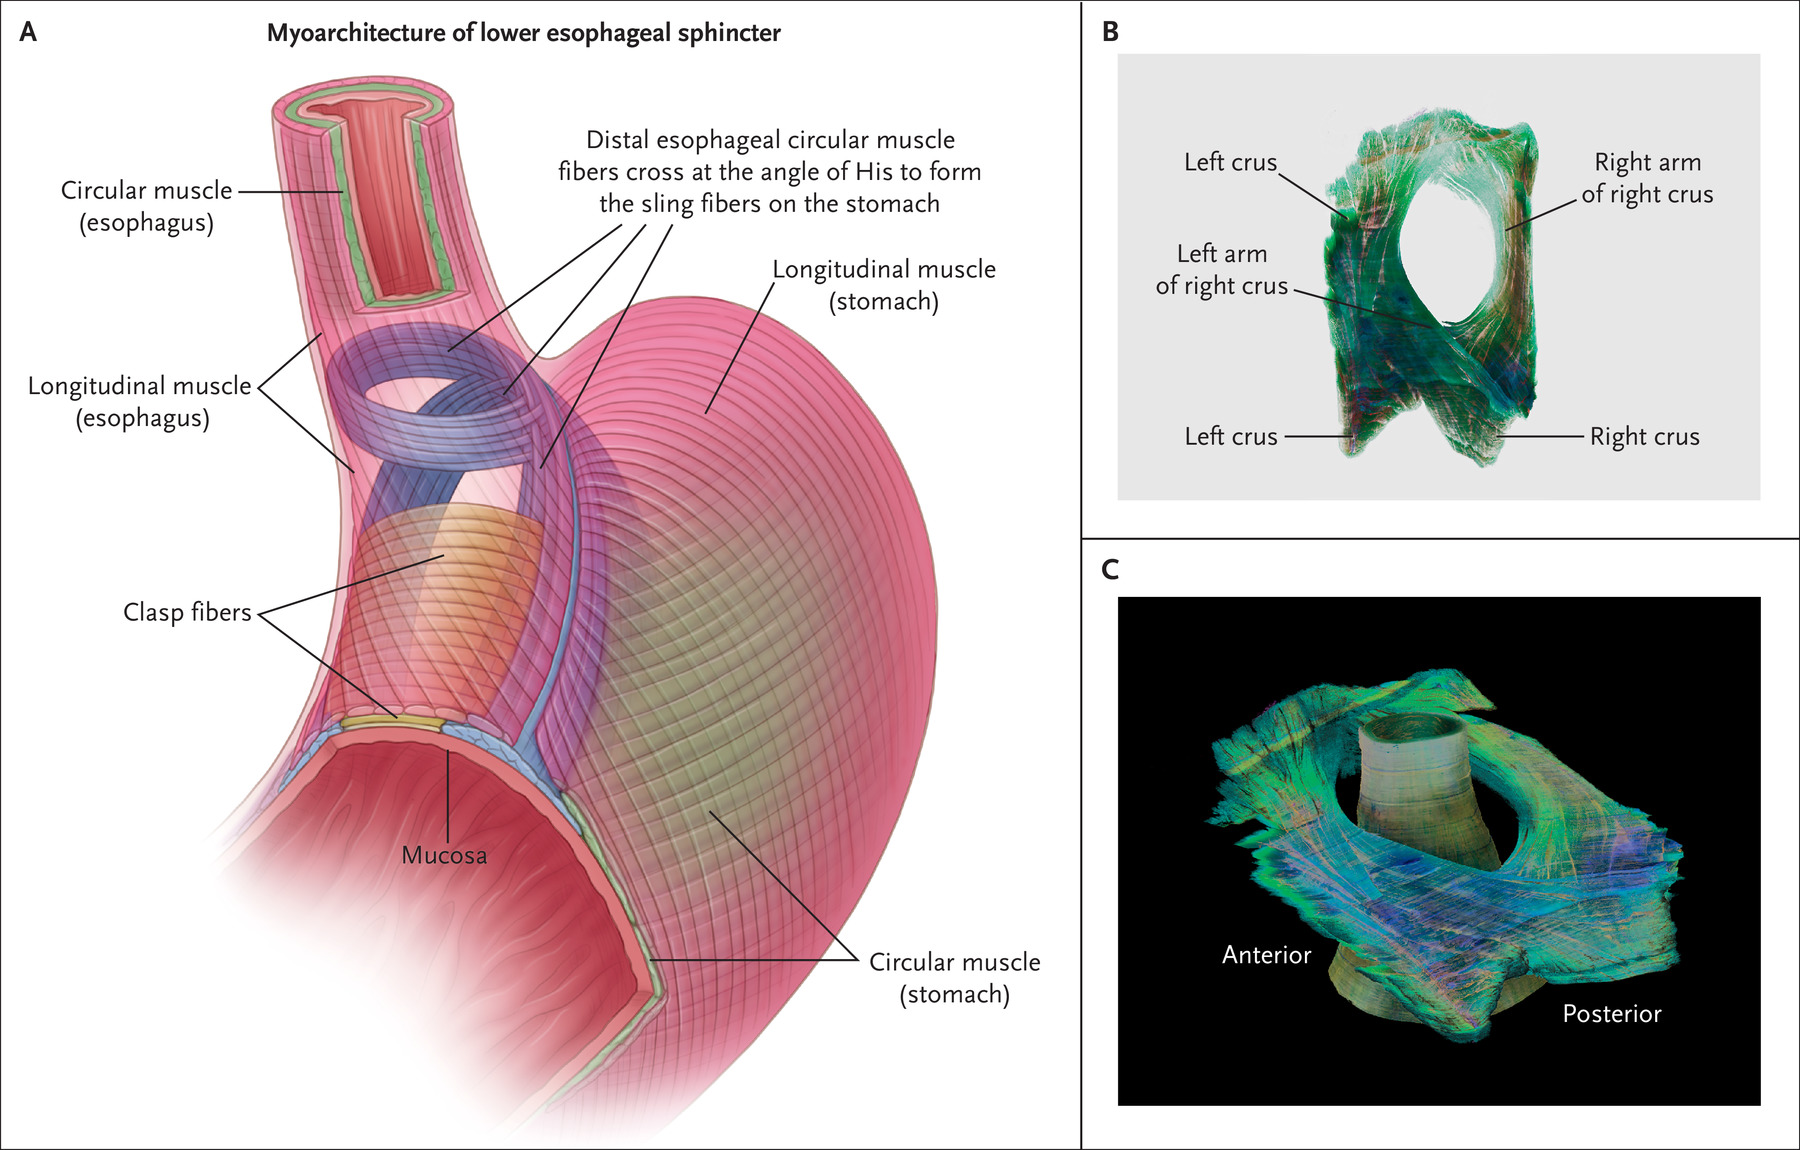 A
Myoarchitecture of lower esophageal sphincter
Circular muscle
(esophagus)
Distal esophageal circular muscle
fibers cross at the angle of His to form
the sling fibers on the stomach
Longitudinal muscle
(stomach)
Longitudinal muscle
(esophagus)
Clasp fibers
Mucosa
Circular muscle
(stomach)
B
Left crus
Right arm
of right crus
Left arm
of right crus
Left crus
Right crus
C
Anterior
Posterior